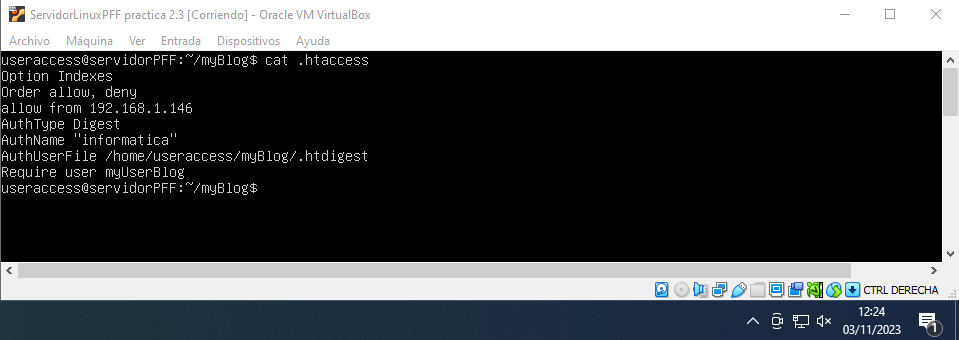 ServidorLinuxPFF practica 2.3 [Corriendo] - Oracle VM VirtualBox
Archivo Máquina Ver Entrada Dispositivos Ayuda
useraccess@servidorPFF:~/myBlog$ cat .htaccess
Option Indexes
Order allow, deny
allow from 192.168.1.146
AuthType Digest
AuthName "informatica"
AuthUserFile /home/useraccess/myBlog/.htdigest
Require user myUserBlog
useraccess@servidorPFF:~/myBlog$
CTRL DERECHA
12:24
03/11/2023
1